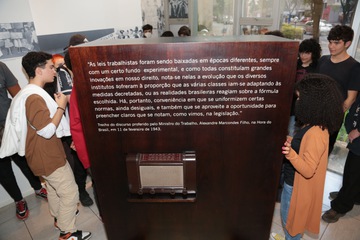 "As leis trabalhistas foram sendo baixadas em épocas diferentes, sempre
com um certo fundo experimental, e como todas constituíam grandes
inovações em nosso direito, nota-se nelas a evolução que os diversos
institutos sofreram à proporção que as várias classes iam-se adaptando às
medidas decretadas, ou as realidades brasileiras reagiam sobre a fórmula
escolhida. Há, portanto, conveniência em que se uniformizem certas
normas, ainda desiguais, e também que se aproveite a oportunidade para
preencher claros que se notam, como vimos, na legislação."
Trecho do discurso proferido pelo Ministro do Trabalho, Alexandre Marcondes Filho, na Hora do
Brasil, em 11 de fevereiro de 1943.